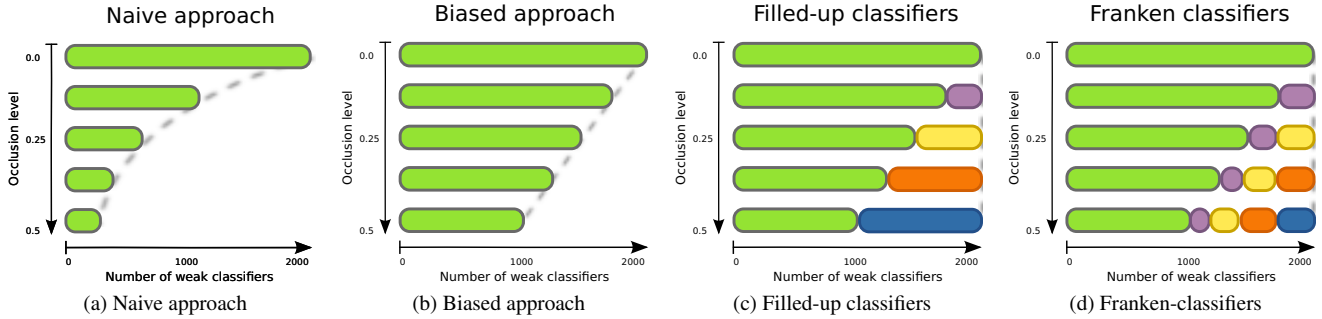 Naive approach
Occlusion level
0.0
0.25
0.5
0
1000
2000
Number of weak classifiers
(a) Naive approach
Biased approach
Occlusion level
0.0
0.25
0.5
0
1000
2000
Number of weak classifiers
(b) Biased approach
Filled-up classifiers
Occlusion level
0.0
0.25
0.5
0
1000
2000
Number of weak classifiers
(c) Filled-up classifiers
Franken classifiers
Occlusion level
0.0
0.25
0.5
0
1000
2000
Number of weak classifiers
(d) Franken-classifiers